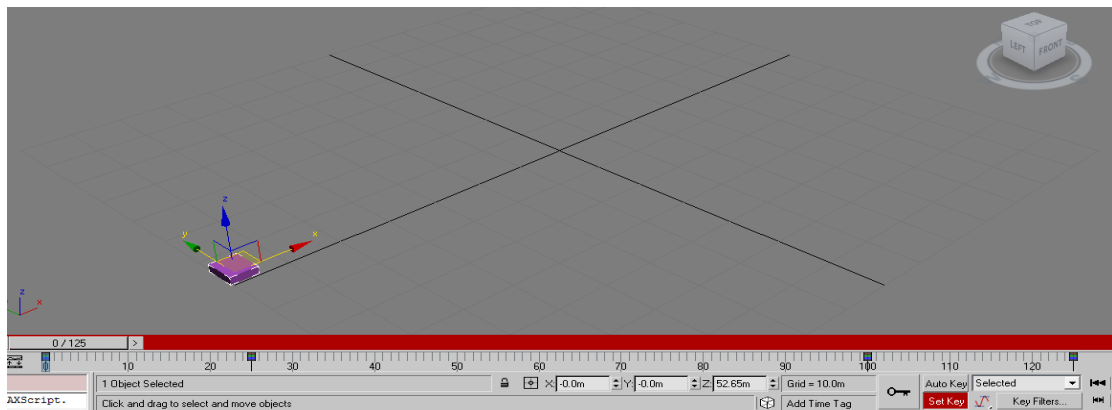 TOP
LEFT
FRONT
z
y
x
z
x
0 / 125
>
0 10 20 30 40 50 60 70 80 90 100 110 120
1 Object Selected
X: -0.0m
Y: -0.0m
Z: 52.65m
Grid = 10.0m
Auto Key
Selected
AXScript.
Click and drag to select and move objects
Add Time Tag
Set Key
Key Filters...